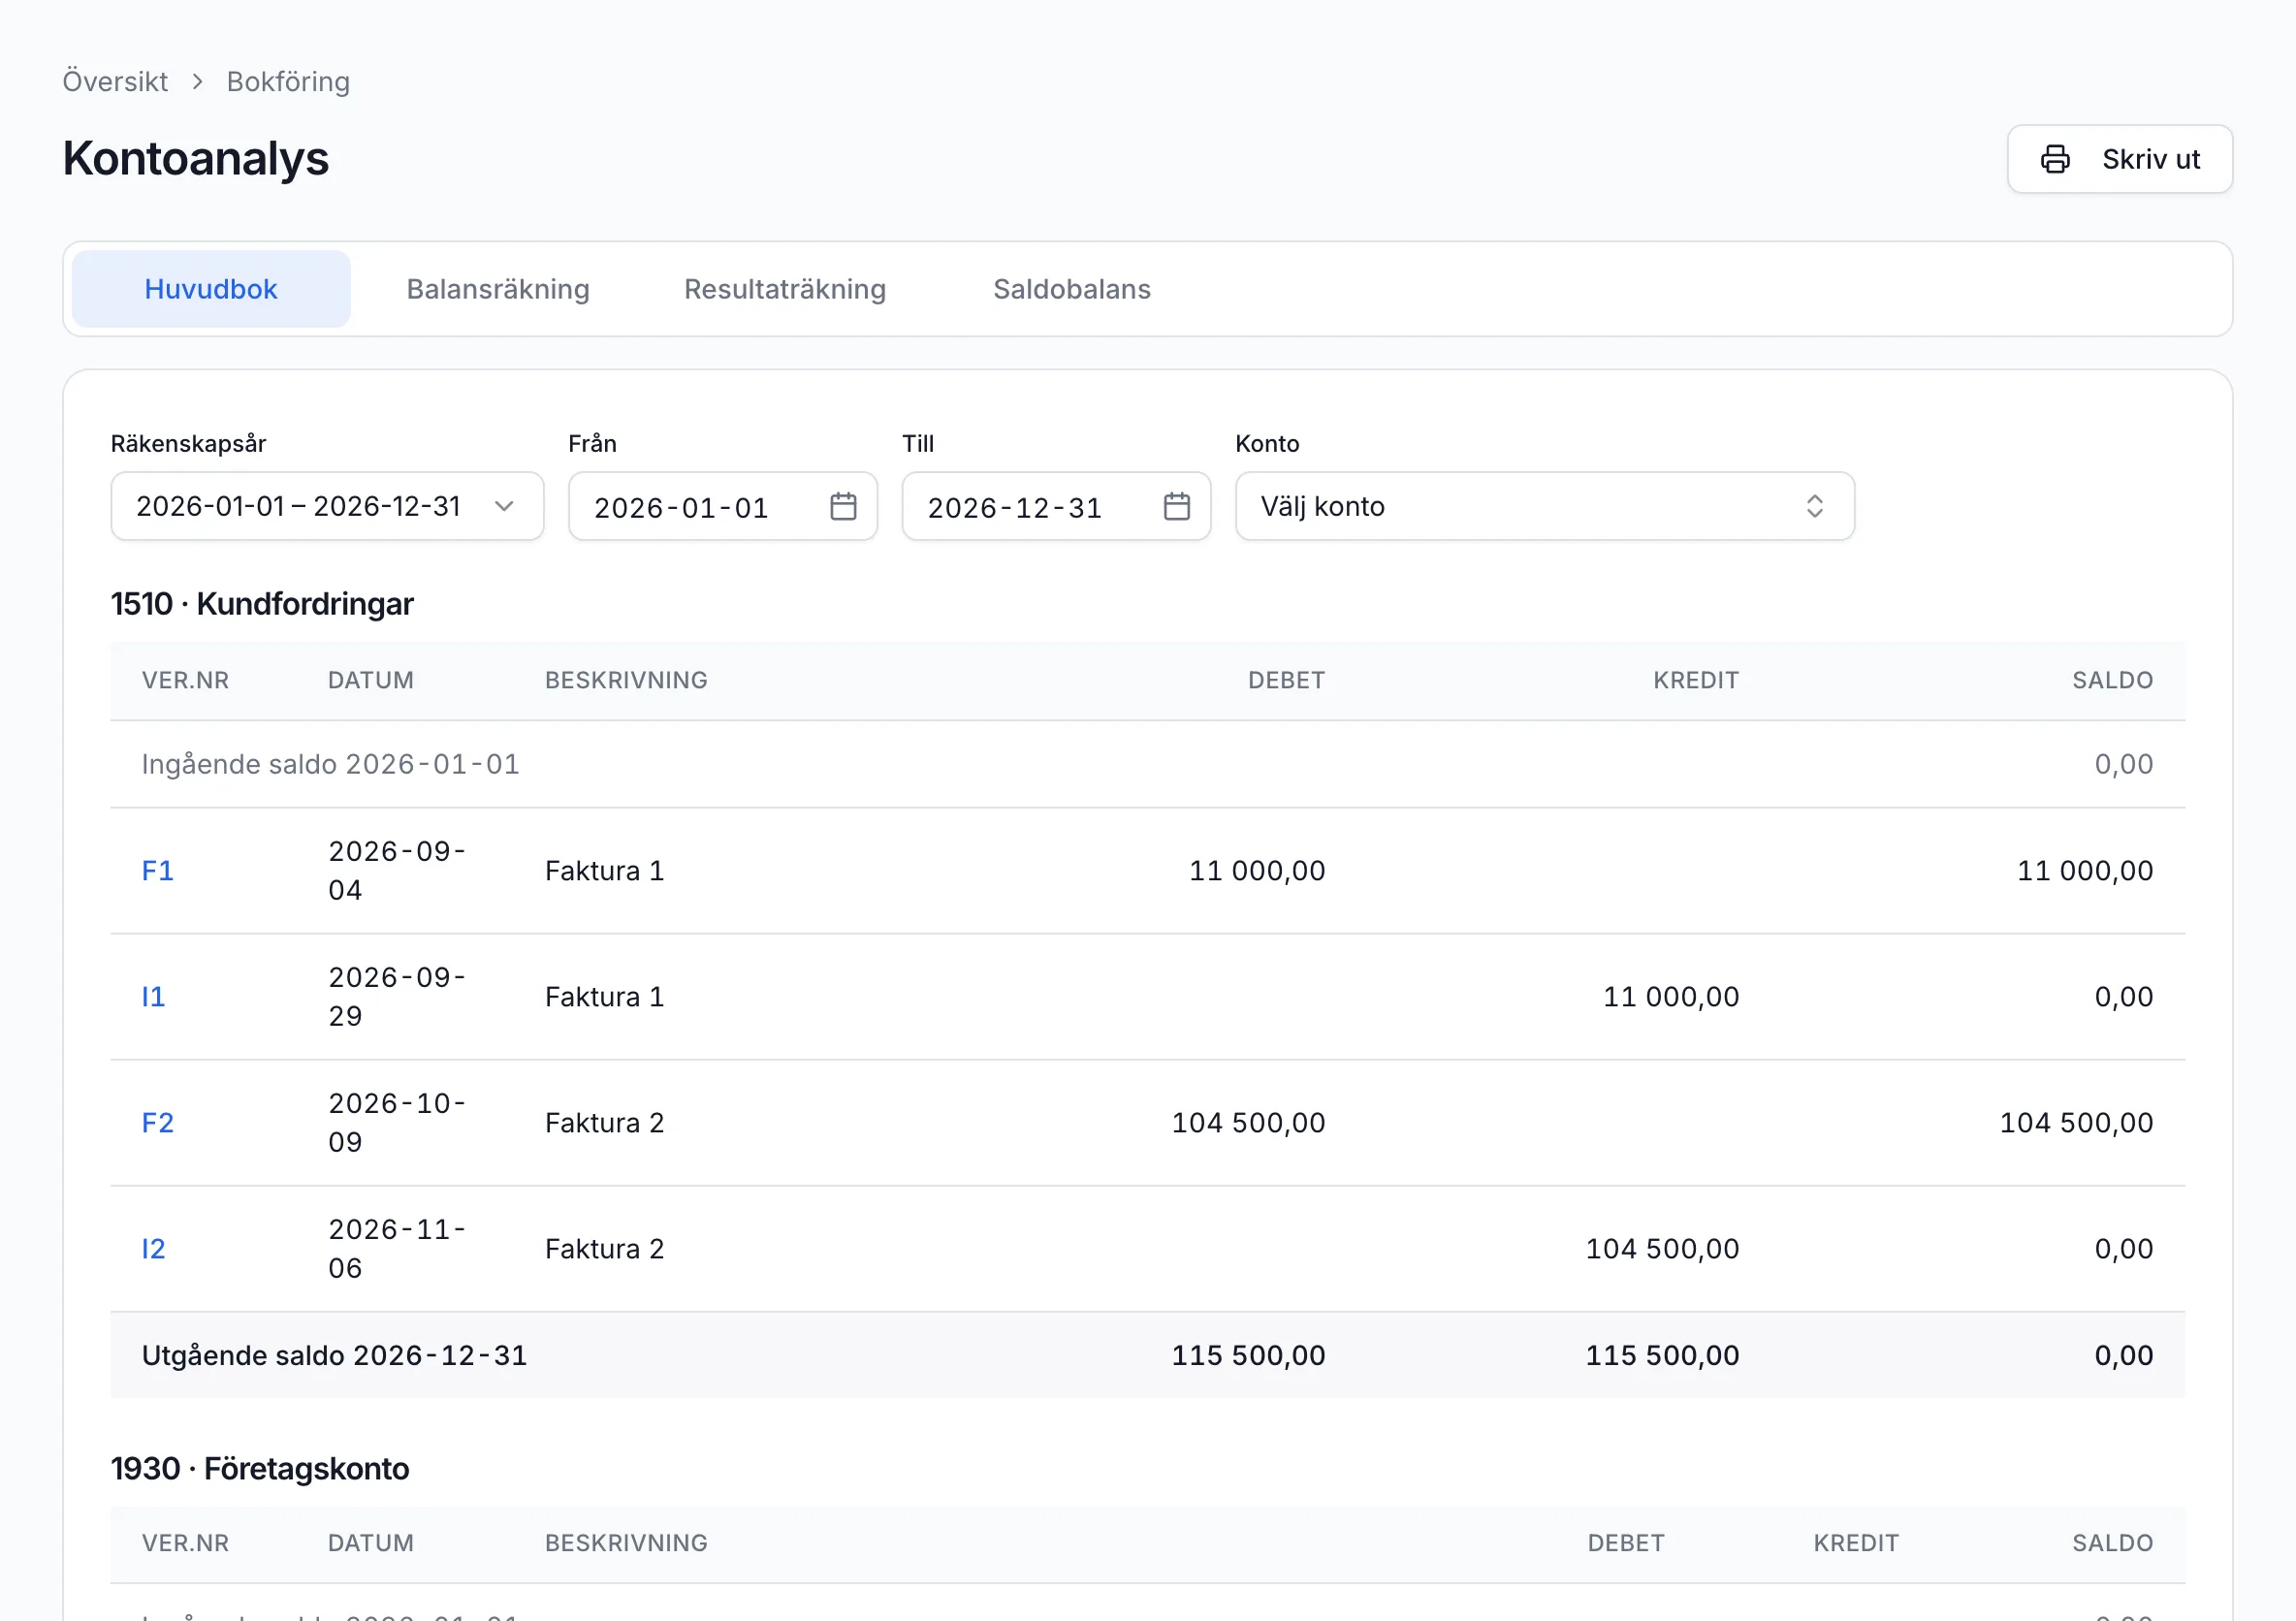 Översikt > Bokföring
Kontoanalys
Skriv ut
Huvudbok Balansräkning Resultaträkning Saldobalans
Räkenskapsår Från Till Konto
2026-01-01 – 2026-12-31 2026-01-01 2026-12-31 Välj konto
1510 · Kundfordringar
VER.NR DATUM BESKRIVNING DEBET KREDIT SALDO
Ingående saldo 2026-01-01 0,00
F1 2026-09-04 Faktura 1 11 000,00 11 000,00
I1 2026-09-29 Faktura 1 11 000,00 0,00
F2 2026-10-09 Faktura 2 104 500,00 104 500,00
I2 2026-11-06 Faktura 2 104 500,00 0,00
Utgående saldo 2026-12-31 115 500,00 115 500,00 0,00
1930 · Företagskonto
VER.NR DATUM BESKRIVNING DEBET KREDIT SALDO